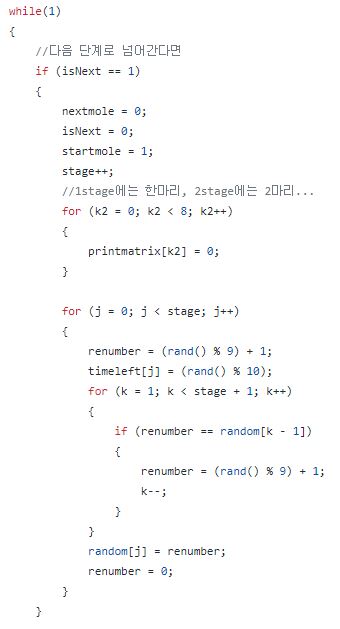 while(1)
{
//다음 단계로 넘어간다면
if (isNext == 1)
{
nextmole = 0;
isNext = 0;
startmole = 1;
stage++;
//1stage에는 한마리, 2stage에는 2마리...
for (k2 = 0; k2 < 8; k2++)
{
printmatrix[k2] = 0;
}
for (j = 0; j < stage; j++)
{
renumber = (rand() % 9) + 1;
timeleft[j] = (rand() % 10);
for (k = 1; k < stage + 1; k++)
{
if (renumber == random[k - 1])
{
renumber = (rand() % 9) + 1;
k--;
}
}
random[j] = renumber;
renumber = 0;
}
}